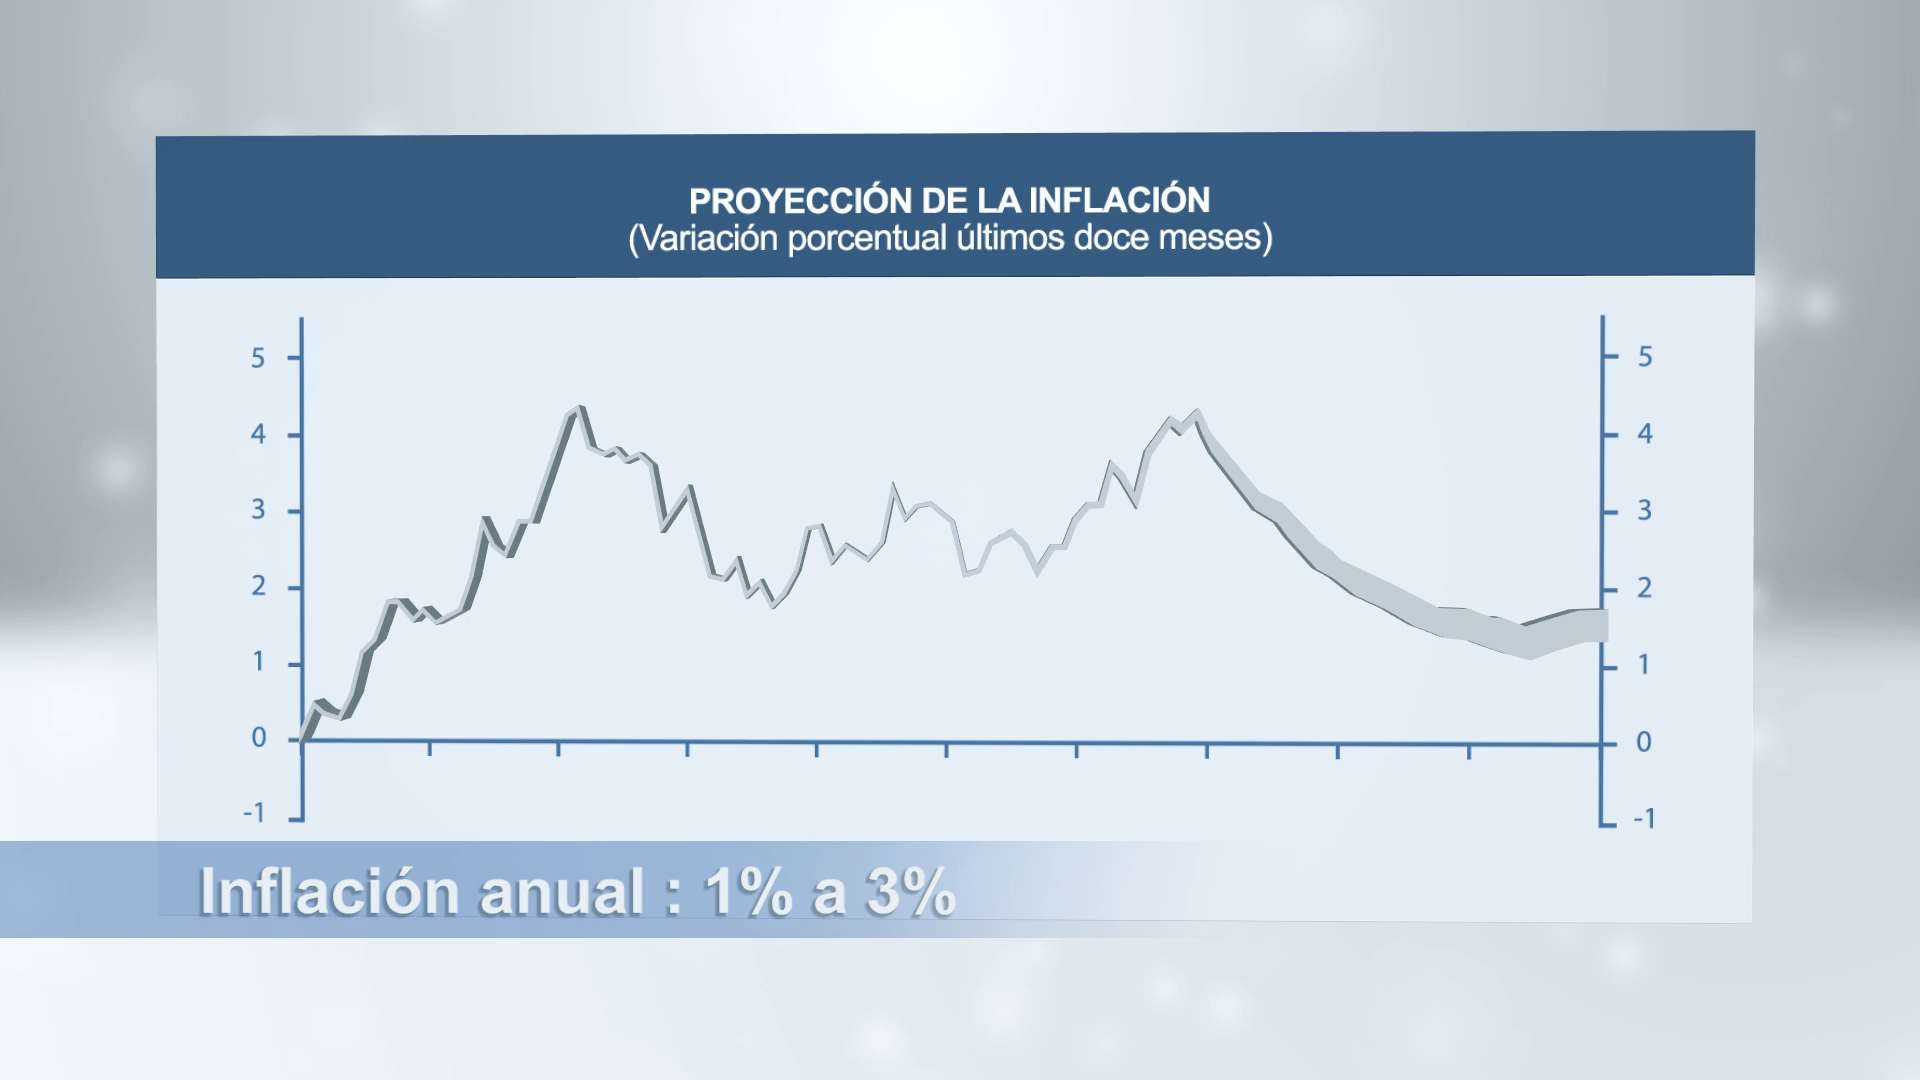 PROYECCIÓN DE LA INFLACIÓN
(Variación porcentual últimos doce meses)
5 5
4 4
3 3
2 2
1 1
0 0
-1 -1
Inflación anual : 1% a 3%